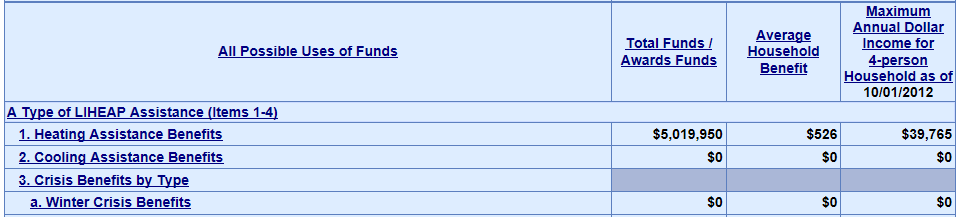 All Possible Uses of Funds
Total Funds /
Awards Funds
Average
Household
Benefit
Maximum
Annual Dollar
Income for
4-person
Household as of
10/01/2012
A Type of LIHEAP Assistance (Items 1-4)
1. Heating Assistance Benefits $5,019,950 $526 $39,765
2. Cooling Assistance Benefits $0 $0 $0
3. Crisis Benefits by Type
a. Winter Crisis Benefits $0 $0 $0